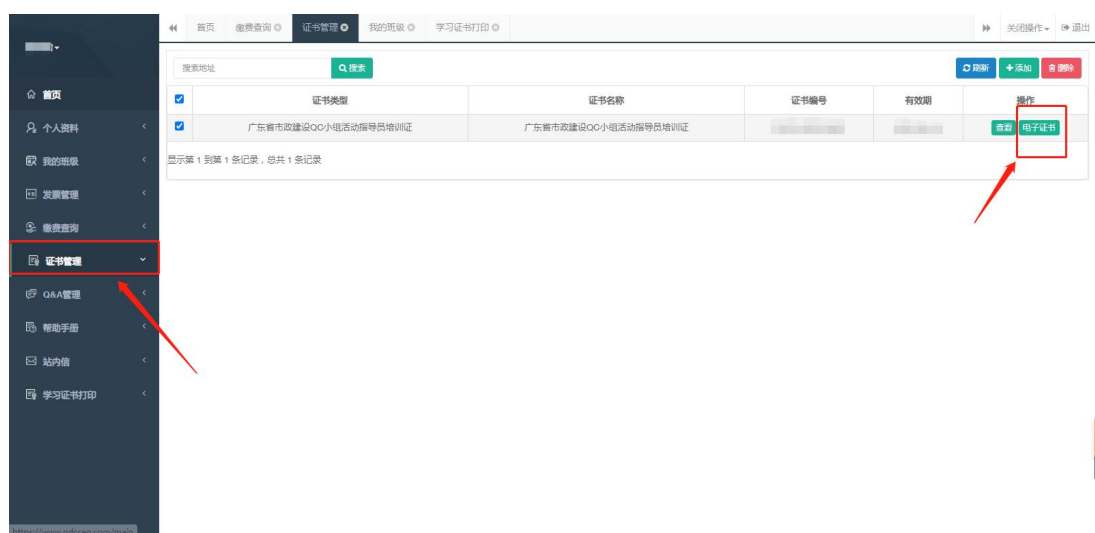 首页 缴费查询 证书管理 我的班级 学习证书打印 关闭操作 退出
搜索地址 搜索 刷新 添加 删除
首页
个人资料
我的班级
发票管理
缴费查询
证书管理
Q&A管理
帮助手册
站内信
学习证书打印
证书类型 证书名称 证书编号 有效期 操作
广东省市政建设QC小组活动指导员培训证 广东省市政建设QC小组活动指导员培训证 查看 电子证书
显示第 1 到第 1 条记录，总共 1 条记录